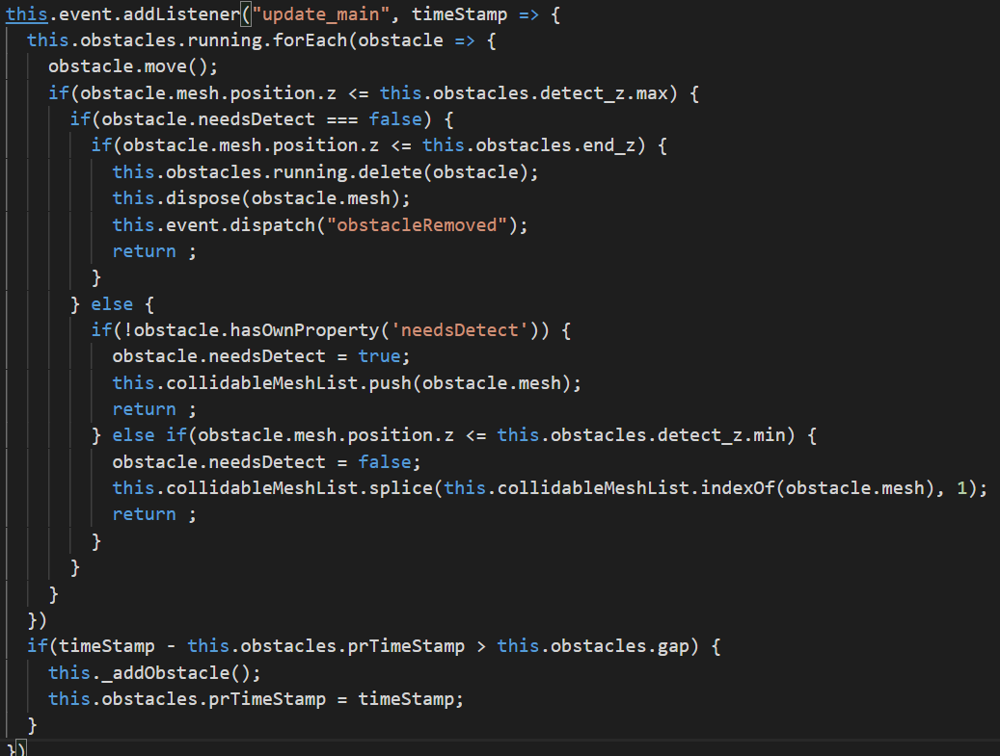 this.event.addListener("update_main", timeStamp => {
  this.obstacles.running.forEach(obstacle => {
    obstacle.move();
    if(obstacle.mesh.position.z <= this.obstacles.detect_z.max) {
      if(obstacle.needsDetect === false) {
        if(obstacle.mesh.position.z <= this.obstacles.end_z) {
          this.obstacles.running.delete(obstacle);
          this.dispose(obstacle.mesh);
          this.event.dispatch("obstacleRemoved");
          return ;
        }
      } else {
        if(!obstacle.hasOwnProperty('needsDetect')) {
          obstacle.needsDetect = true;
          this.collidableMeshList.push(obstacle.mesh);
          return ;
        } else if(obstacle.mesh.position.z <= this.obstacles.detect_z.min) {
          obstacle.needsDetect = false;
          this.collidableMeshList.splice(this.collidableMeshList.indexOf(obstacle.mesh), 1);
          return ;
        }
      }
    }
  })
  if(timeStamp - this.obstacles.prTimeStamp > this.obstacles.gap) {
    this._addObstacle();
    this.obstacles.prTimeStamp = timeStamp;
  }
})